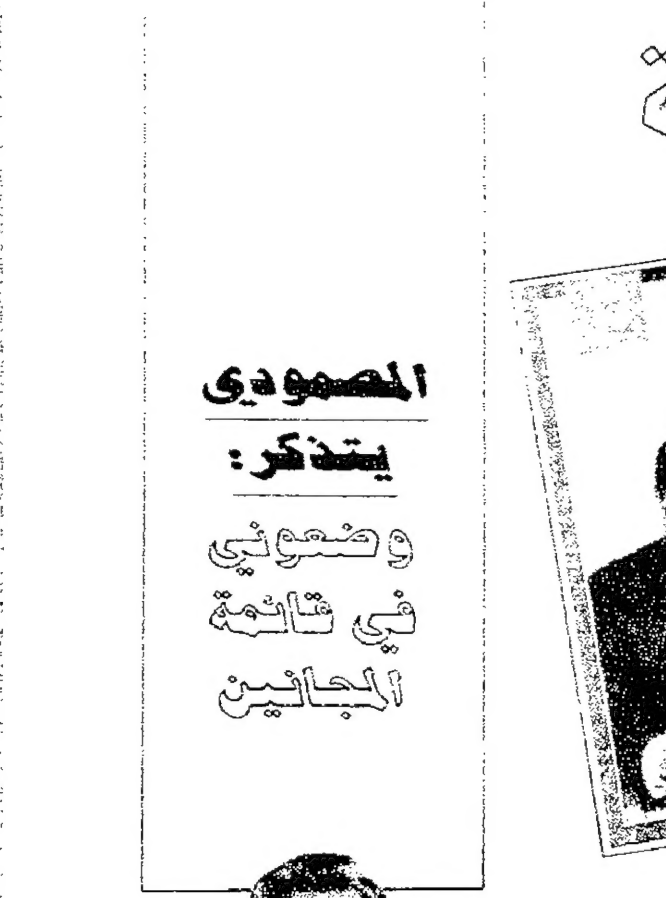 المصمودي
يتذكر:
وضعوني
في قائمة
المجانين